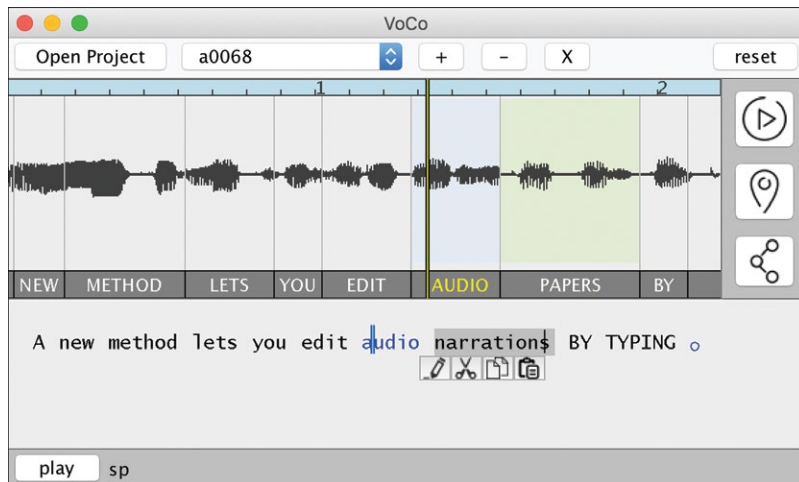 VoCo
Open Project a0068 + - X reset
1 2
NEW METHOD LETS YOU EDIT AUDIO PAPERS BY
A new method lets you edit audio narrations BY TYPING
play sp